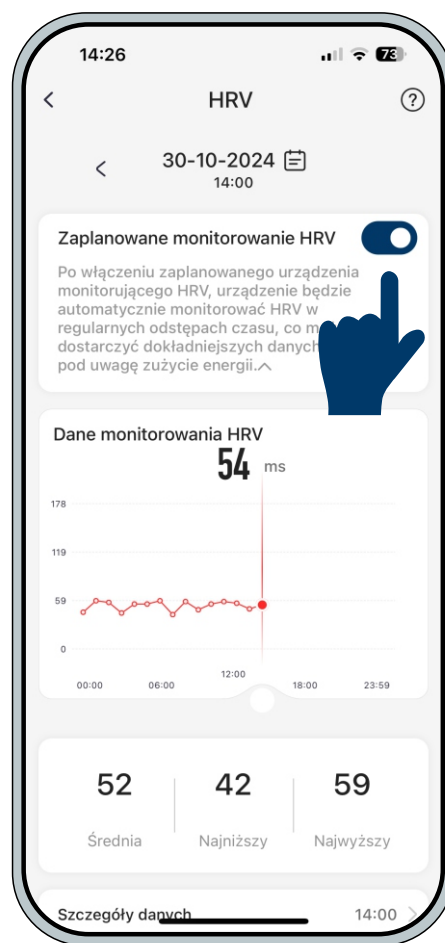 14:26
73
HRV
?
30-10-2024
14:00
Zaplanowane monitorowanie HRV
Po włączeniu zaplanowanego urządzenia
monitorującego HRV, urządzenie będzie
automatycznie monitorować HRV w
regularnych odstępach czasu, co
dostarczyć dokładniejszych danych
pod uwagę zużycie energii.
Dane monitorowania HRV
54 ms
178
119
59
0
00:00 06:00 12:00 18:00 23:59
52 42 59
Średnia Najniższy Najwyższy
Szczegóły danych 14:00